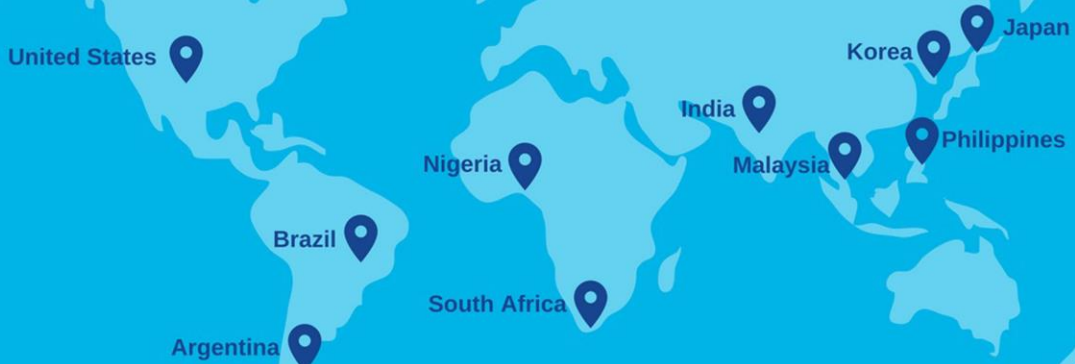 Japan
Korea
United States
India
Philippines
Nigeria
Malaysia
Brazil
South Africa
Argentina